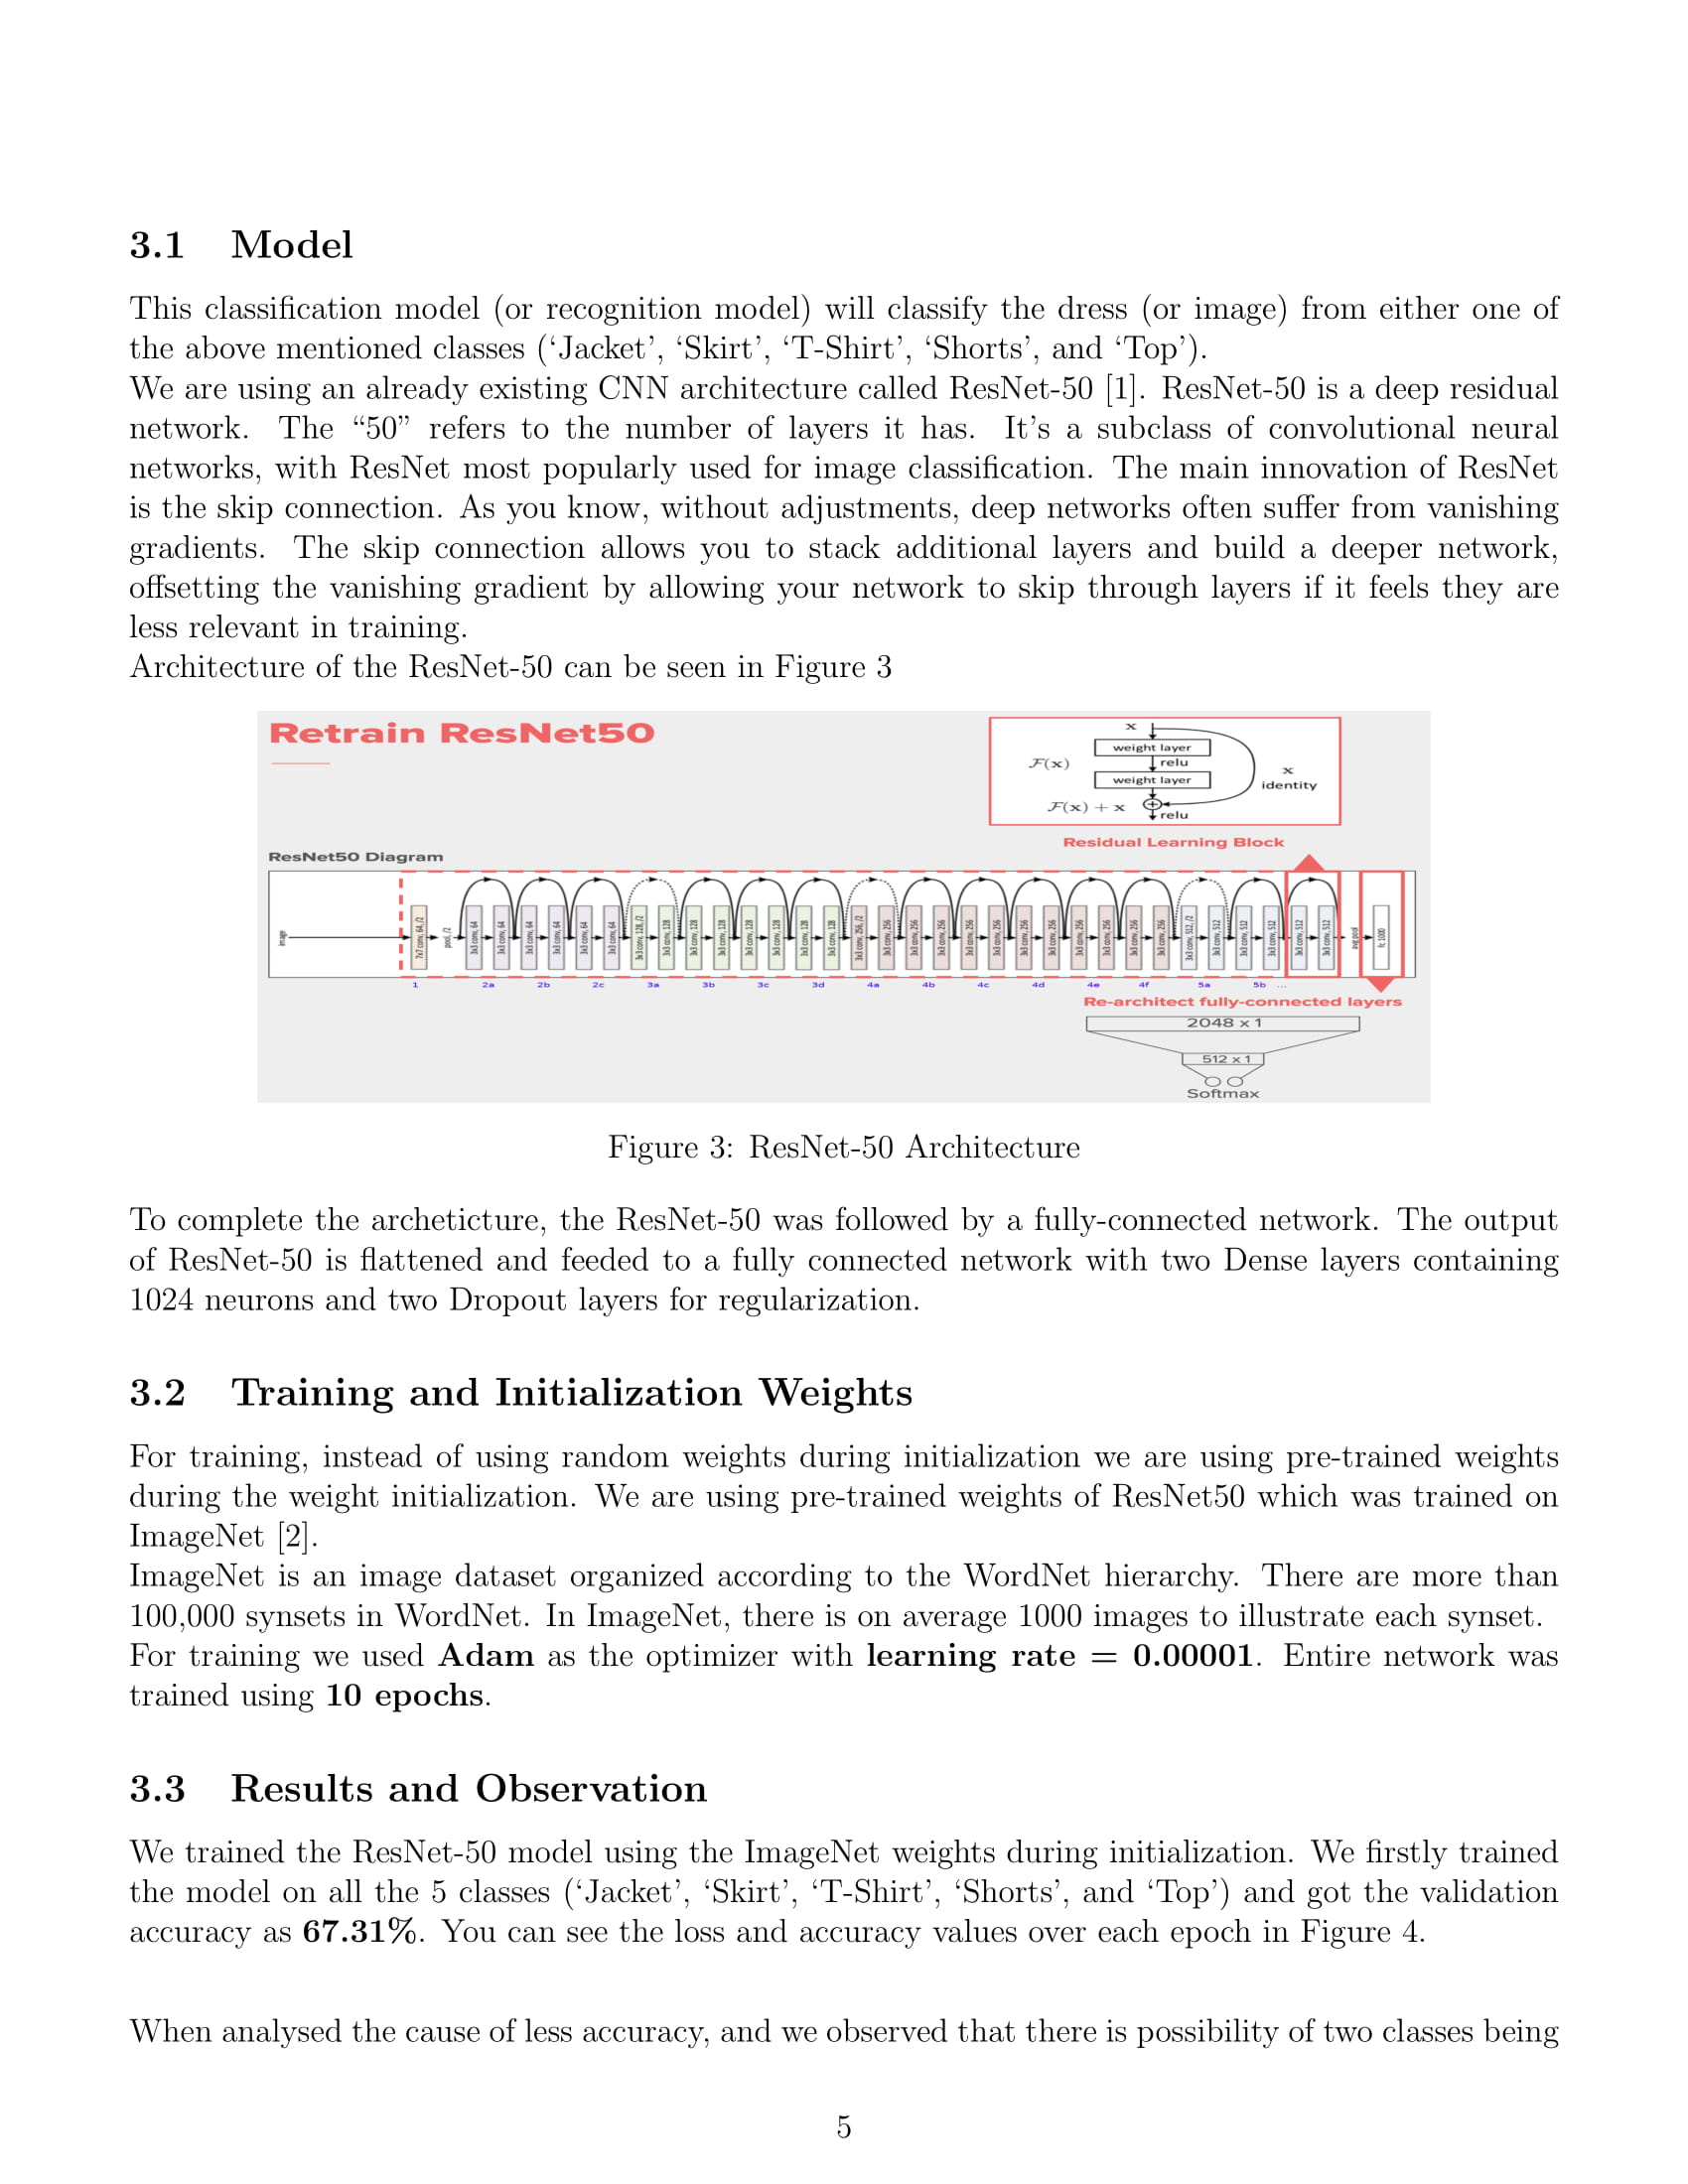 3.1 Model
This classification model (or recognition model) will classify the dress (or image) from either one of
the above mentioned classes (‘Jacket’, ‘Skirt’, ‘T-Shirt’, ‘Shorts’, and ‘Top’).
We are using an already existing CNN architecture called ResNet-50 [1]. ResNet-50 is a deep residual
network. The “50” refers to the number of layers it has. It's a subclass of convolutional neural
networks, with ResNet most popularly used for image classification. The main innovation of ResNet
is the skip connection. As you know, without adjustments, deep networks often suffer from vanishing
gradients. The skip connection allows you to stack additional layers and build a deeper network,
offsetting the vanishing gradient by allowing your network to skip through layers if it feels they are
less relevant in training.
Architecture of the ResNet-50 can be seen in Figure 3
Retrain ResNet50
x
weight layer
F(x)
relu
x
weight layer
identity
F(x) + x
relu
Residual Learning Block
ResNet50 Diagram
image
7x7 conv, 64, /2
pool, /2
3x3 conv, 64
3x3 conv, 64
3x3 conv, 64
3x3 conv, 64
3x3 conv, 64
3x3 conv, 64
3x3 conv, 128, /2
3x3 conv, 128
3x3 conv, 128
3x3 conv, 128
3x3 conv, 128
3x3 conv, 128
3x3 conv, 128
3x3 conv, 128
3x3 conv, 256, /2
3x3 conv, 256
3x3 conv, 256
3x3 conv, 256
3x3 conv, 256
3x3 conv, 256
3x3 conv, 256
3x3 conv, 256
3x3 conv, 256
3x3 conv, 256
3x3 conv, 256
3x3 conv, 256
3x3 conv, 512, /2
3x3 conv, 512
3x3 conv, 512
3x3 conv, 512
3x3 conv, 512
3x3 conv, 512
avg pool
fc 1000
1 2a 2b 2c 3a 3b 3c 3d 4a 4b 4c 4d 4e 4f 5a 5b ...
Re-architect fully-connected layers
2048 x 1
512 x 1
Softmax
Figure 3: ResNet-50 Architecture
To complete the archeticture, the ResNet-50 was followed by a fully-connected network. The output
of ResNet-50 is flattened and feeded to a fully connected network with two Dense layers containing
1024 neurons and two Dropout layers for regularization.
3.2 Training and Initialization Weights
For training, instead of using random weights during initialization we are using pre-trained weights
during the weight initialization. We are using pre-trained weights of ResNet50 which was trained on
ImageNet [2].
ImageNet is an image dataset organized according to the WordNet hierarchy. There are more than
100,000 synsets in WordNet. In ImageNet, there is on average 1000 images to illustrate each synset.
For training we used Adam as the optimizer with learning rate = 0.00001. Entire network was
trained using 10 epochs.
3.3 Results and Observation
We trained the ResNet-50 model using the ImageNet weights during initialization. We firstly trained
the model on all the 5 classes (‘Jacket’, ‘Skirt’, ‘T-Shirt’, ‘Shorts’, and ‘Top’) and got the validation
accuracy as 67.31%. You can see the loss and accuracy values over each epoch in Figure 4.
When analysed the cause of less accuracy, and we observed that there is possibility of two classes being
5